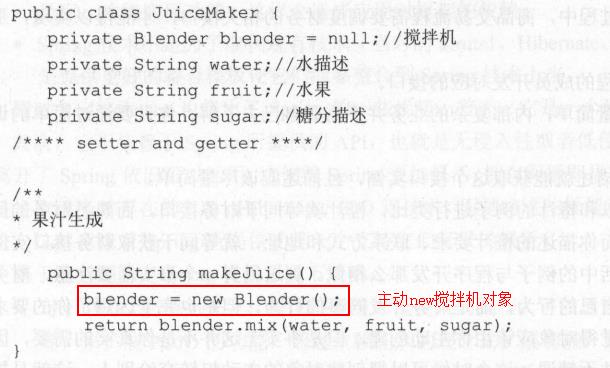 public class JuiceMaker {
private Blender blender = null;//搅拌机
private String water;//水描述
private String fruit;//水果
private String sugar;//糖分描述
/***** setter and getter *****/
/**
* 果汁生成
*/
public String makeJuice() {
blender = new Blender(); 主动new搅拌机对象
return blender.mix(water, fruit, sugar);
}